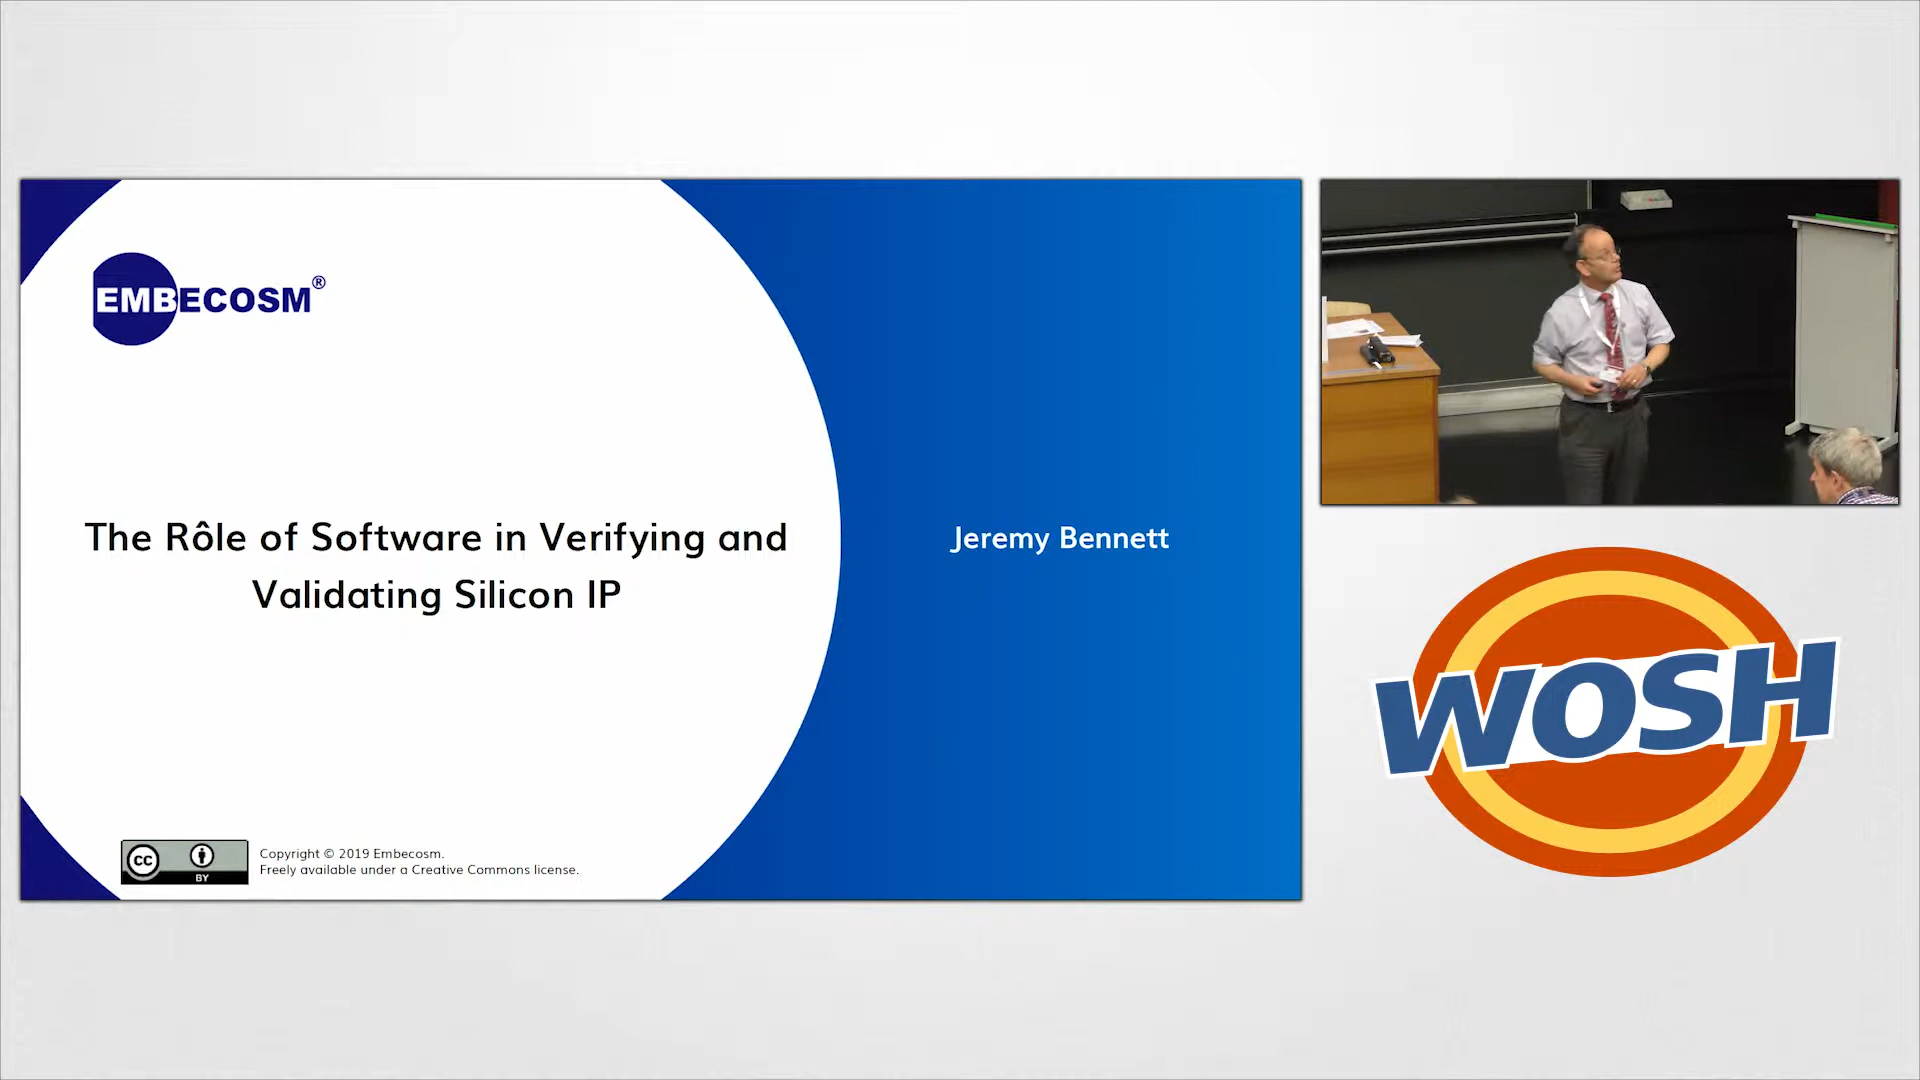 EMBECOSM®
The Rôle of Software in Verifying and
Validating Silicon IP
Jeremy Bennett
CC
BY
Copyright © 2019 Embecosm.
Freely available under a Creative Commons license.
WOSH